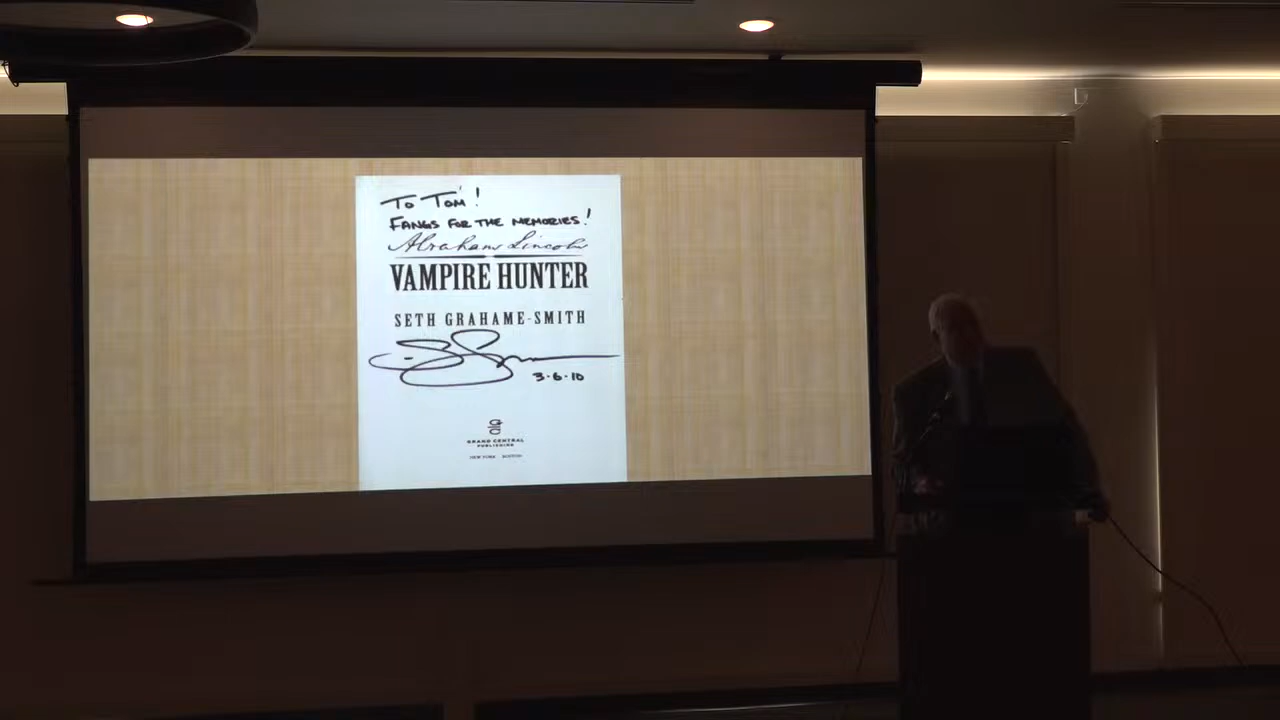 TO TOM!
FANGS FOR THE MEMORIES!
Abraham Lincoln
VAMPIRE HUNTER
SETH GRAHAME-SMITH
3-6-10
GRAND CENTRAL
PUBLISHING
NEW YORK BOSTON